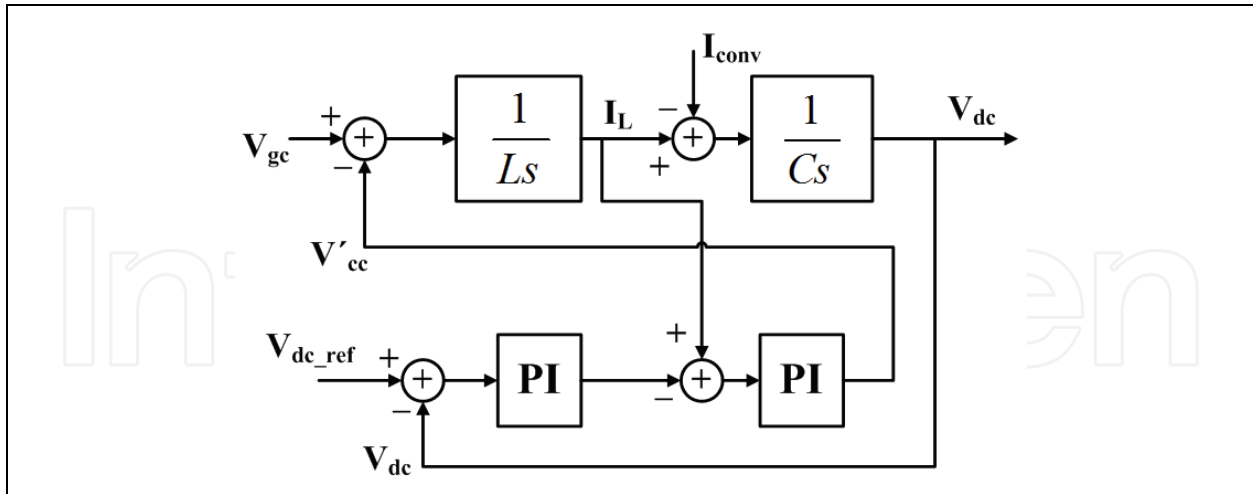 I_conv
+ − 1 1
V_gc + Ls I_L + Cs V_dc
− +
V´_cc
V_dc_ref + PI + PI
− + − +
V_dc